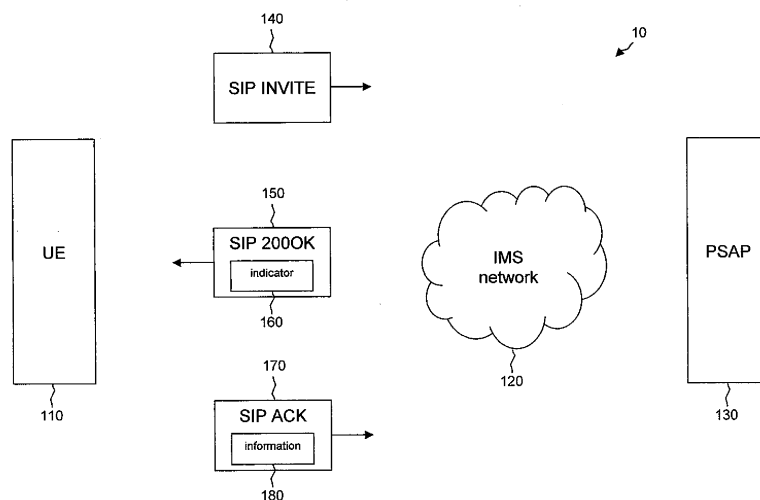 140
10
SIP INVITE
150
UE
SIP 200OK
indicator
160
IMS
network
PSAP
110
170
120
130
SIP ACK
information
180